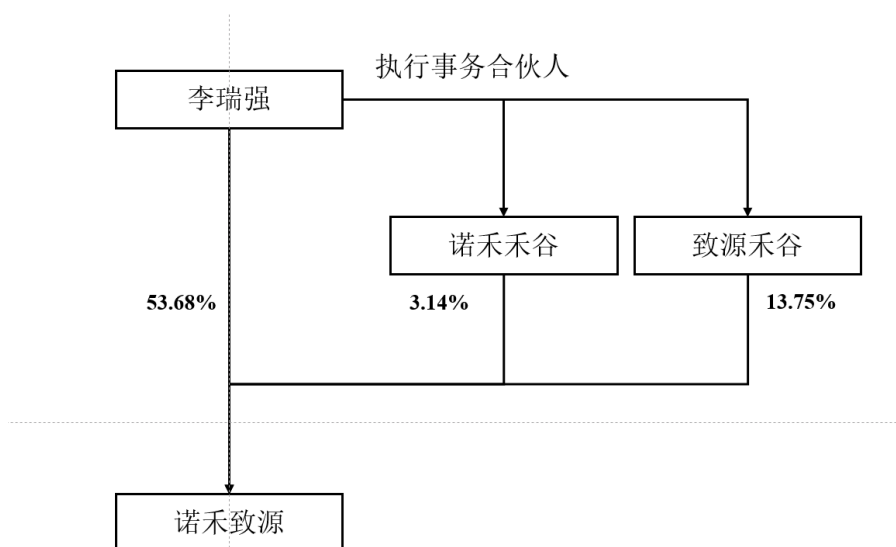 执行事务合伙人
李瑞强
诺禾禾谷
致源禾谷
53.68%
3.14%
13.75%
诺禾致源